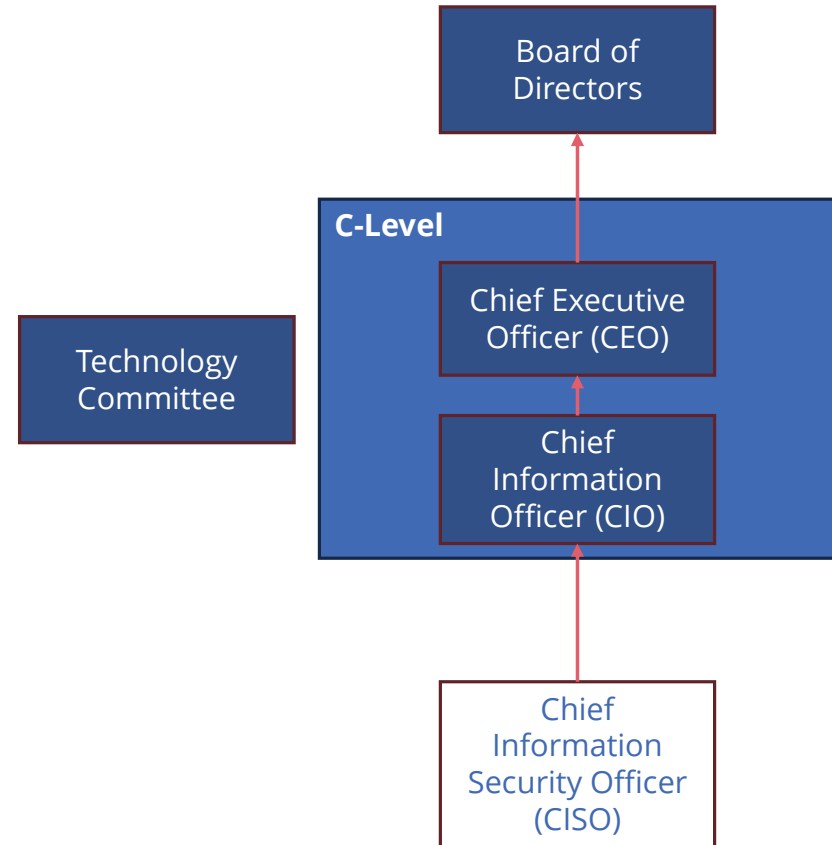 Board of
Directors
C-Level
Chief Executive
Officer (CEO)
Technology
Committee
Chief
Information
Officer (CIO)
Chief
Information
Security Officer
(CISO)